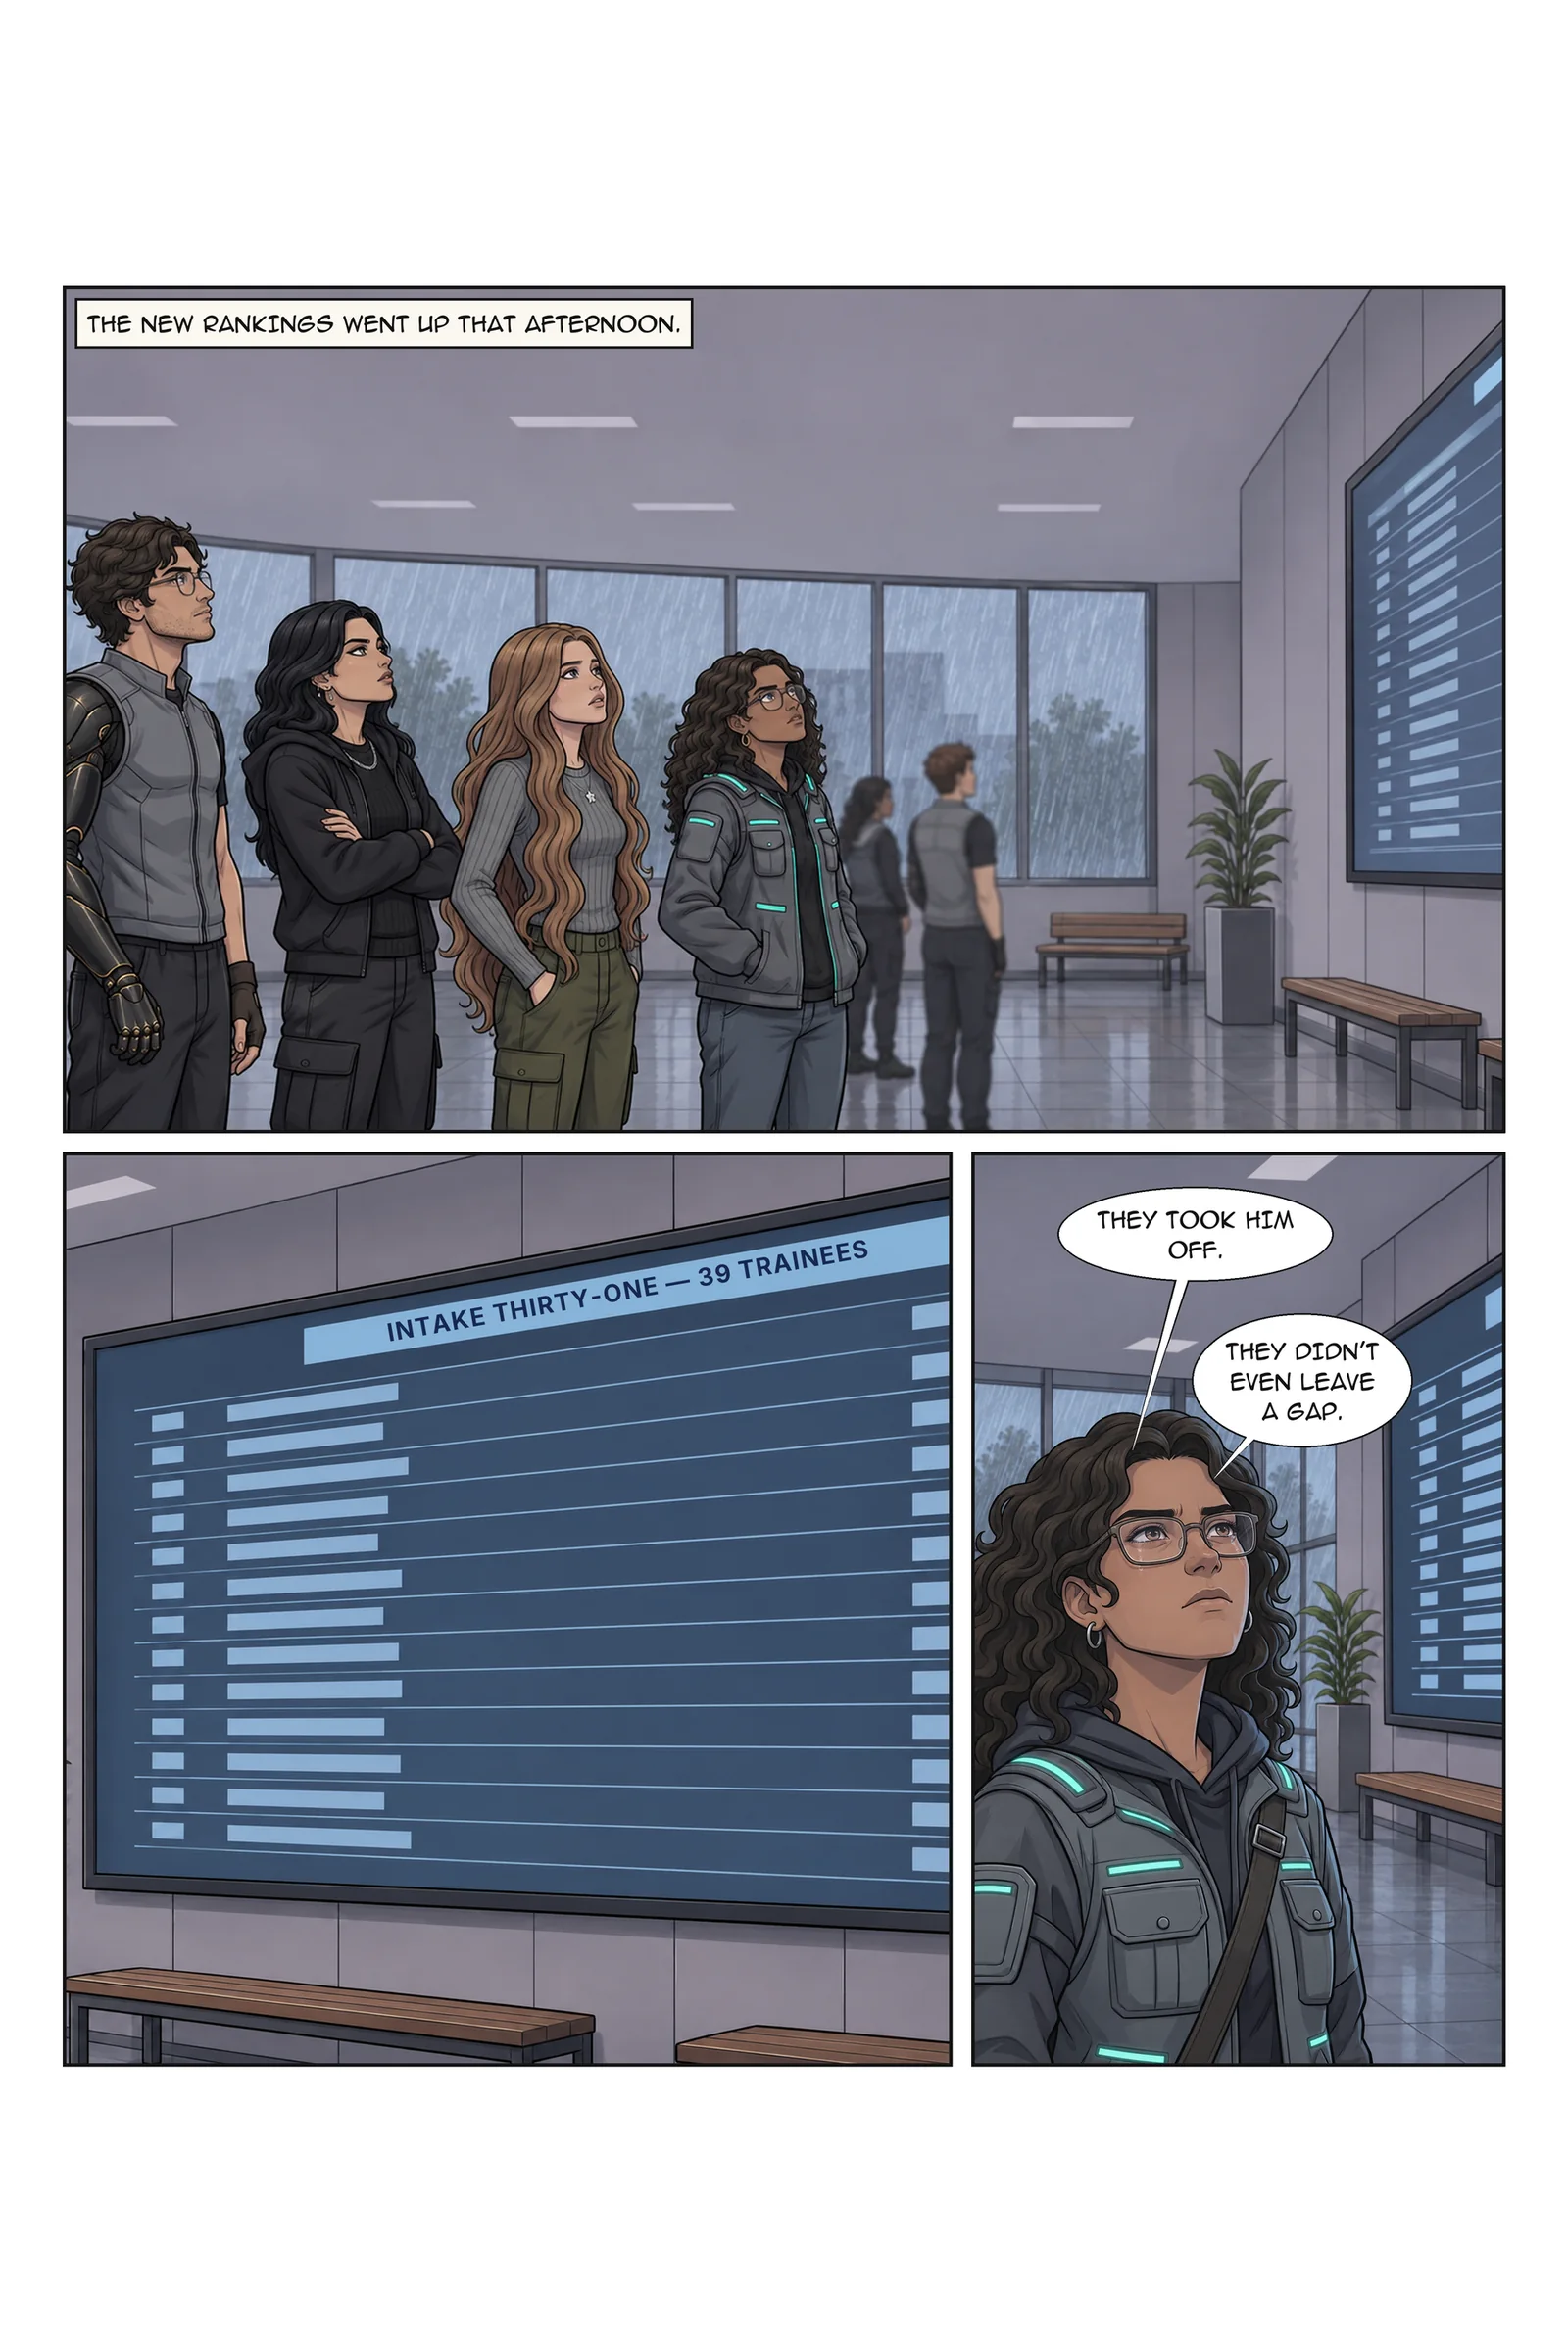 THE NEW RANKINGS WENT UP THAT AFTERNOON.
INTAKE THIRTY-ONE — 39 TRAINEES
THEY TOOK HIM
OFF.
THEY DIDN'T
EVEN LEAVE
A GAP.